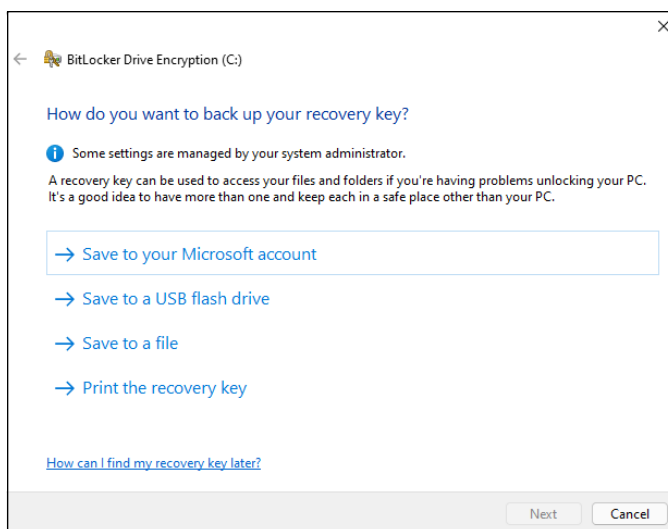 BitLocker Drive Encryption (C:)
How do you want to back up your recovery key?
Some settings are managed by your system administrator.
A recovery key can be used to access your files and folders if you're having problems unlocking your PC.
It's a good idea to have more than one and keep each in a safe place other than your PC.
Save to your Microsoft account
Save to a USB flash drive
Save to a file
Print the recovery key
How can I find my recovery key later?
Next
Cancel